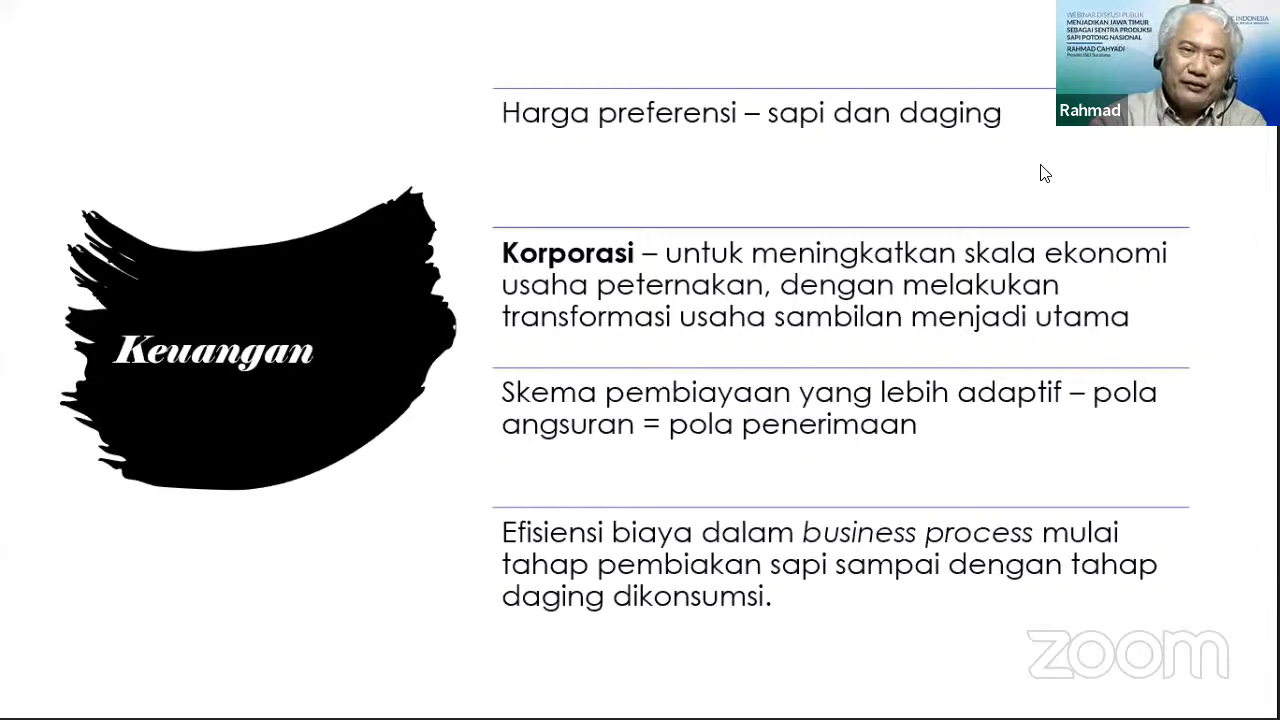 WEBINAR DISKUSI PUBLIK
MENJADIKAN JAWA TIMUR
SEBAGAI SENTRA PRODUKSI
SAPI POTONG NASIONAL
RAHMAD CAHYADI
INDONESIA
Rahmad
Harga preferensi – sapi dan daging
Keuangan
Korporasi – untuk meningkatkan skala ekonomi
usaha peternakan, dengan melakukan
transformasi usaha sambilan menjadi utama
Skema pembiayaan yang lebih adaptif – pola
angsuran = pola penerimaan
Efisiensi biaya dalam business process mulai
tahap pembiakan sapi sampai dengan tahap
daging dikonsumsi.
zoom